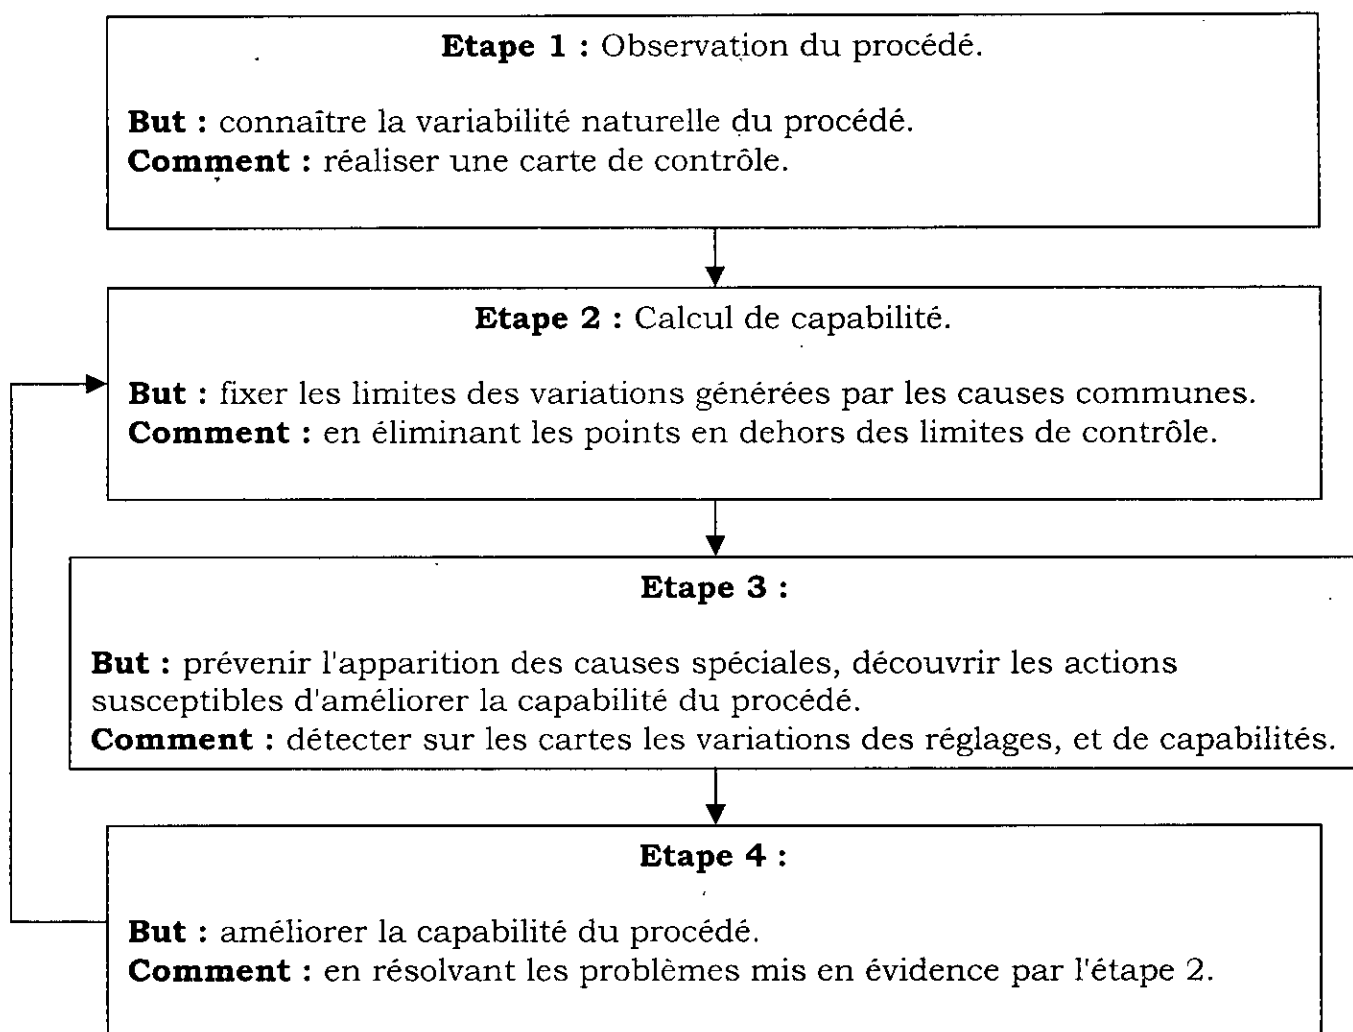 Etape 1 : Observation du procédé.
But : connaître la variabilité naturelle du procédé.
Comment : réaliser une carte de contrôle.
Etape 2 : Calcul de capabilité.
But : fixer les limites des variations générées par les causes communes.
Comment : en éliminant les points en dehors des limites de contrôle.
Etape 3 :
But : prévenir l'apparition des causes spéciales, découvrir les actions
susceptibles d'améliorer la capabilité du procédé.
Comment : détecter sur les cartes les variations des réglages, et de capabilités.
Etape 4 :
But : améliorer la capabilité du procédé.
Comment : en résolvant les problèmes mis en évidence par l'étape 2.